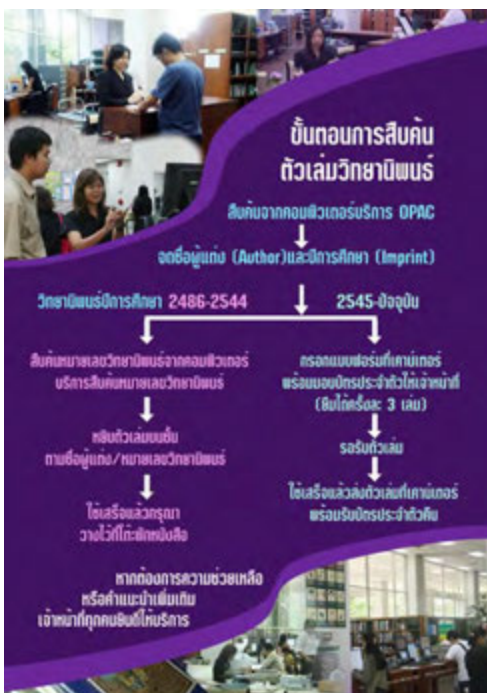 ขั้นตอนการสืบค้น
ตัวเล่มวิทยานิพนธ์
สืบค้นจากคอมพิวเตอร์บริการ OPAC
จดชื่อผู้แต่ง (Author)และปีการศึกษา (Imprint)
วิทยานิพนธ์ปีการศึกษา 2486-2544
2545-ปัจจุบัน
สืบค้นหมายเลขวิทยานิพนธ์จากคอมพิวเตอร์
บริการสืบค้นหมายเลขวิทยานิพนธ์
หยิบตัวเล่มบนชั้น
ตามชื่อผู้แต่ง/หมายเลขวิทยานิพนธ์
ใช้เสร็จแล้วกรุณา
วางไว้ที่โต๊ะพักหนังสือ
กรอกแบบฟอร์มที่เคาน์เตอร์
พร้อมมอบบัตรประจำตัวให้เจ้าหน้าที่
(ยืมได้ครั้งละ 3 เล่ม)
รอรับตัวเล่ม
ใช้เสร็จแล้วส่งตัวเล่มที่เคาน์เตอร์
พร้อมรับบัตรประจำตัวคืน
หากต้องการความช่วยเหลือ
หรือคำแนะนำเพิ่มเติม
เจ้าหน้าที่ทุกคนยินดีให้บริการ